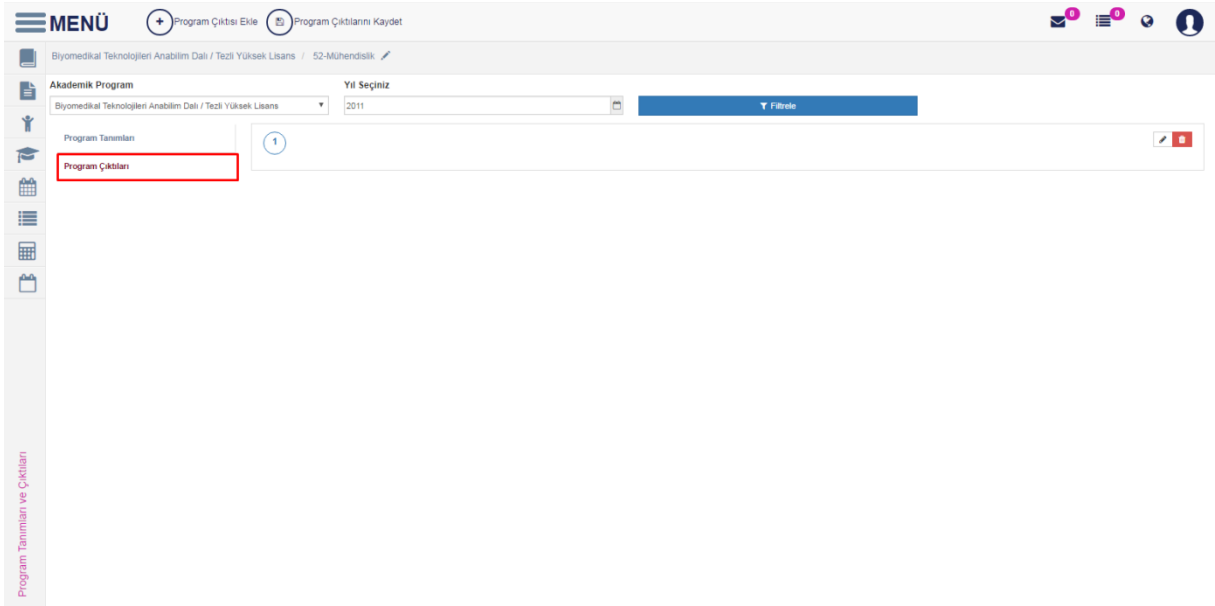 MENÜ
Program Çıktısı Ekle
Program Çıktılarını Kaydet
0
0
Biyomedikal Teknolojileri Anabilim Dalı / Tezli Yüksek Lisans / 52-Mühendislik
Akademik Program
Yıl Seçiniz
Biyomedikal Teknolojileri Anabilim Dalı / Tezli Yüksek Lisans
2011
Filtrele
Program Tanımları
1
Program Çıktıları
Program Tanımları ve Çıktıları